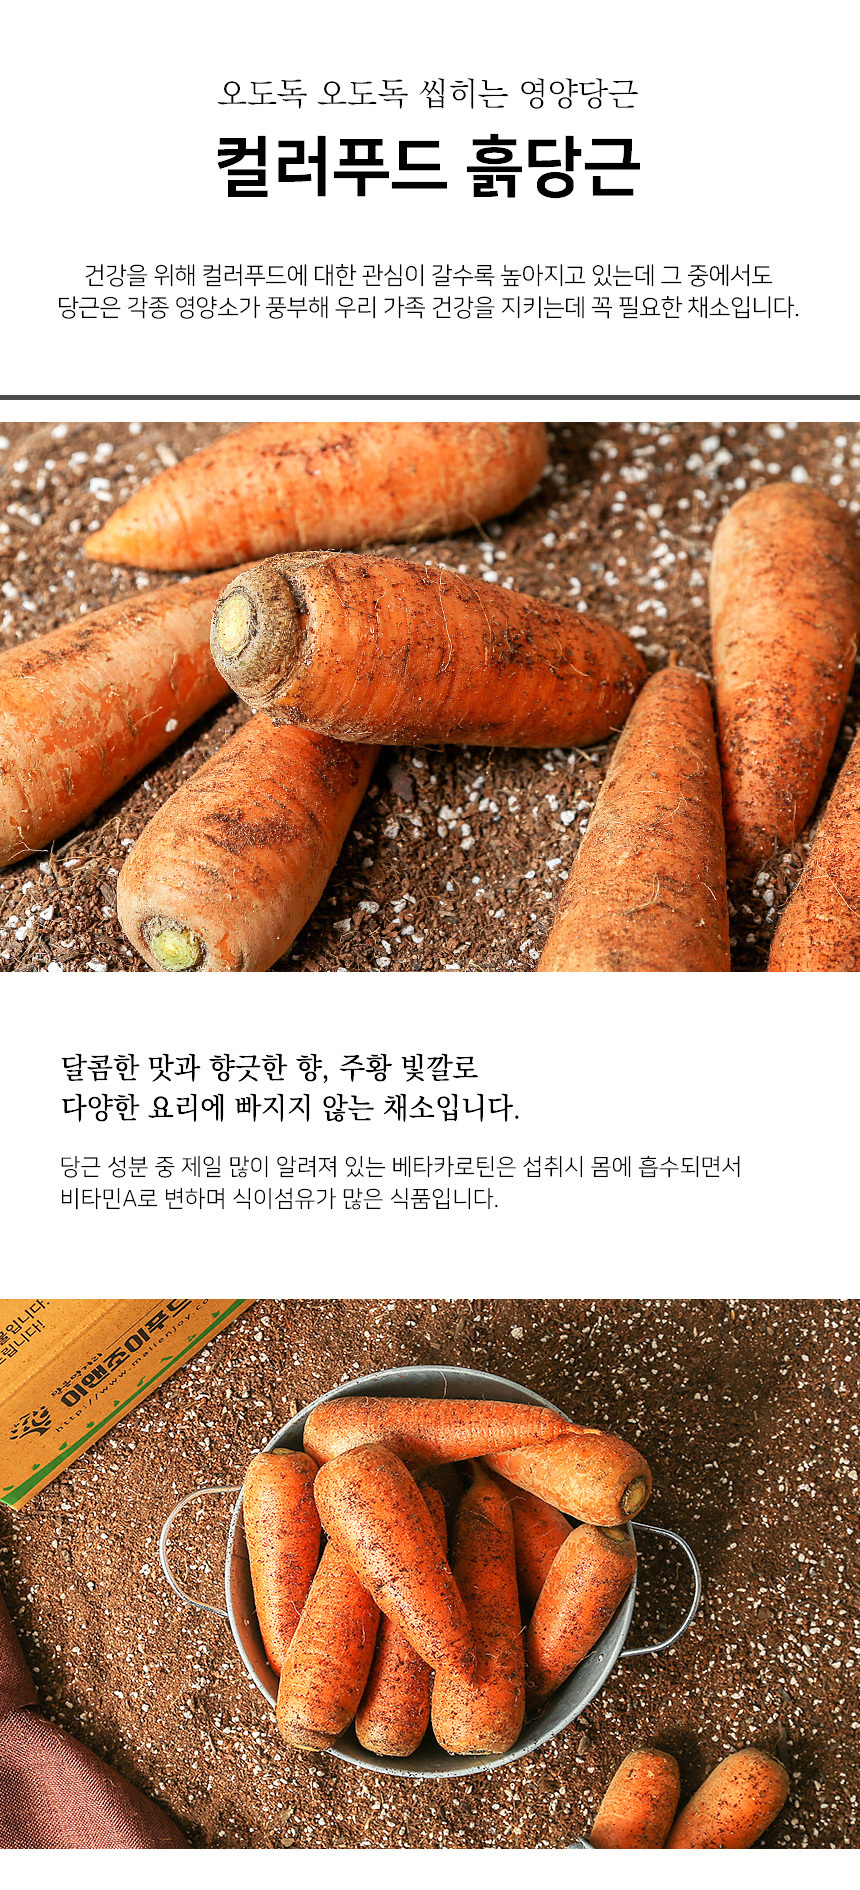 오도독 오도독 씹히는 영양당근
컬러푸드 흙당근
건강을 위해 컬러푸드에 대한 관심이 갈수록 높아지고 있는데 그 중에서도
당근은 각종 영양소가 풍부해 우리 가족 건강을 지키는데 꼭 필요한 채소입니다.
달콤한 맛과 향긋한 향, 주황 빛깔로
다양한 요리에 빠지지 않는 채소입니다.
당근 성분 중 제일 많이 알려져 있는 베타카로틴은 섭취시 몸에 흡수되면서
비타민A로 변하며 식이섬유가 많은 식품입니다.